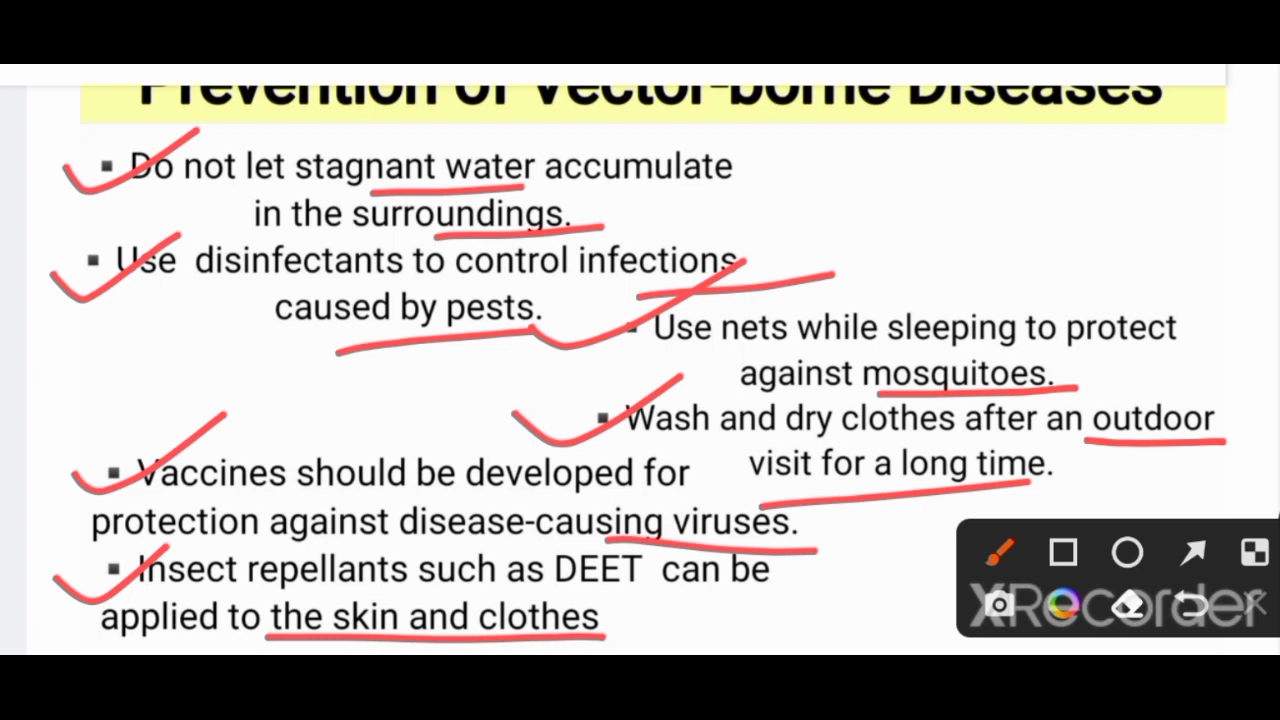 Prevention of Vector-borne Diseases
▪ Do not let stagnant water accumulate
in the surroundings.
▪ Use disinfectants to control infections
caused by pests.
▪ Use nets while sleeping to protect
against mosquitoes.
▪ Wash and dry clothes after an outdoor
visit for a long time.
▪ Vaccines should be developed for
protection against disease-causing viruses.
▪ Insect repellants such as DEET can be
applied to the skin and clothes
XRecorder